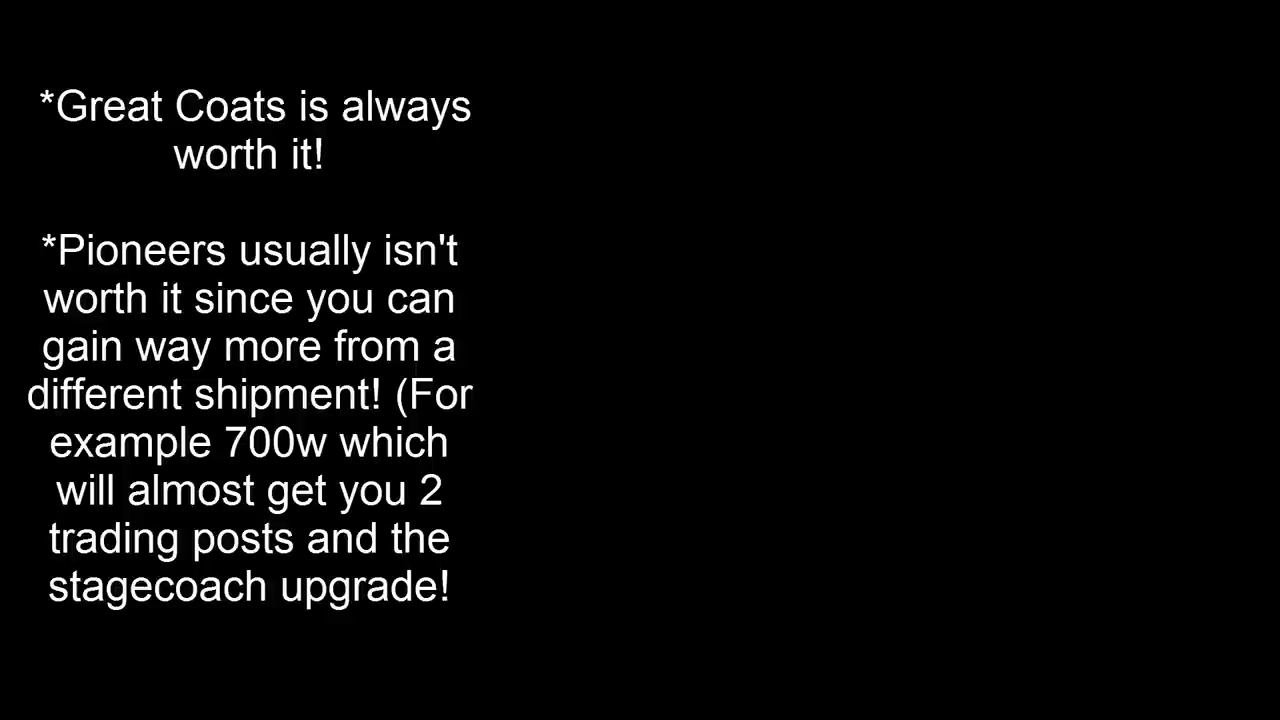 *Great Coats is always
worth it!
*Pioneers usually isn't
worth it since you can
gain way more from a
different shipment! (For
example 700w which
will almost get you 2
trading posts and the
stagecoach upgrade!